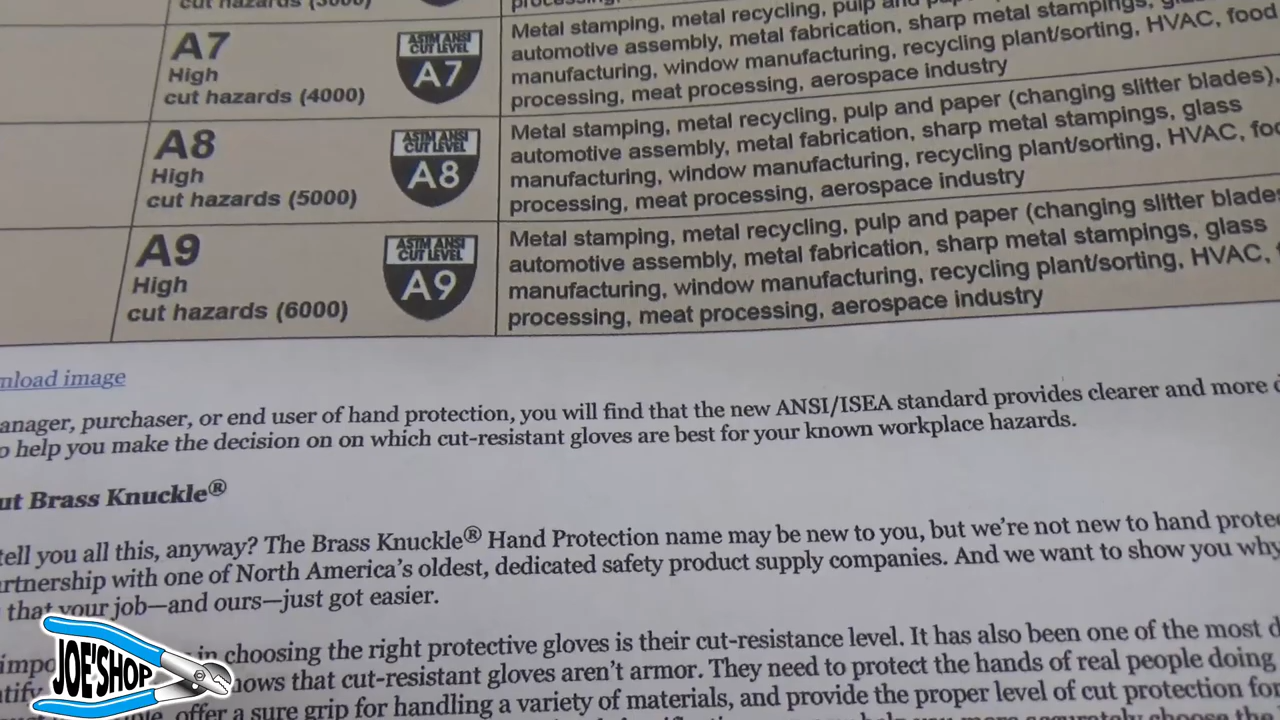 cut hazards (3000)
A7
High
cut hazards (4000)
ASTM ANSI
CUT LEVEL
A7
Metal stamping, metal recycling, pulp and
automotive assembly, metal fabrication, sharp metal stampings,
manufacturing, window manufacturing, recycling plant/sorting, HVAC, food
processing, meat processing, aerospace industry
A8
High
cut hazards (5000)
ASTM ANSI
CUT LEVEL
A8
Metal stamping, metal recycling, pulp and paper (changing slitter blades),
automotive assembly, metal fabrication, sharp metal stampings, glass
manufacturing, window manufacturing, recycling plant/sorting, HVAC, foo
processing, meat processing, aerospace industry
A9
High
cut hazards (6000)
ASTM ANSI
CUT LEVEL
A9
Metal stamping, metal recycling, pulp and paper (changing slitter blade
automotive assembly, metal fabrication, sharp metal stampings, glass
manufacturing, window manufacturing, recycling plant/sorting, HVAC,
processing, meat processing, aerospace industry
nload image
anager, purchaser, or end user of hand protection, you will find that the new ANSI/ISEA standard provides clearer and more d
o help you make the decision on on which cut-resistant gloves are best for your known workplace hazards.
ut Brass Knuckle®
tell you all this, anyway? The Brass Knuckle® Hand Protection name may be new to you, but we're not new to hand prote
rtnership with one of North America's oldest, dedicated safety product supply companies. And we want to show you why
that your job—and ours—just got easier.
impo in choosing the right protective gloves is their cut-resistance level. It has also been one of the most d
hows that cut-resistant gloves aren't armor. They need to protect the hands of real people doing
offer a sure grip for handling a variety of materials, and provide the proper level of cut protection for
JOE'S SHOP